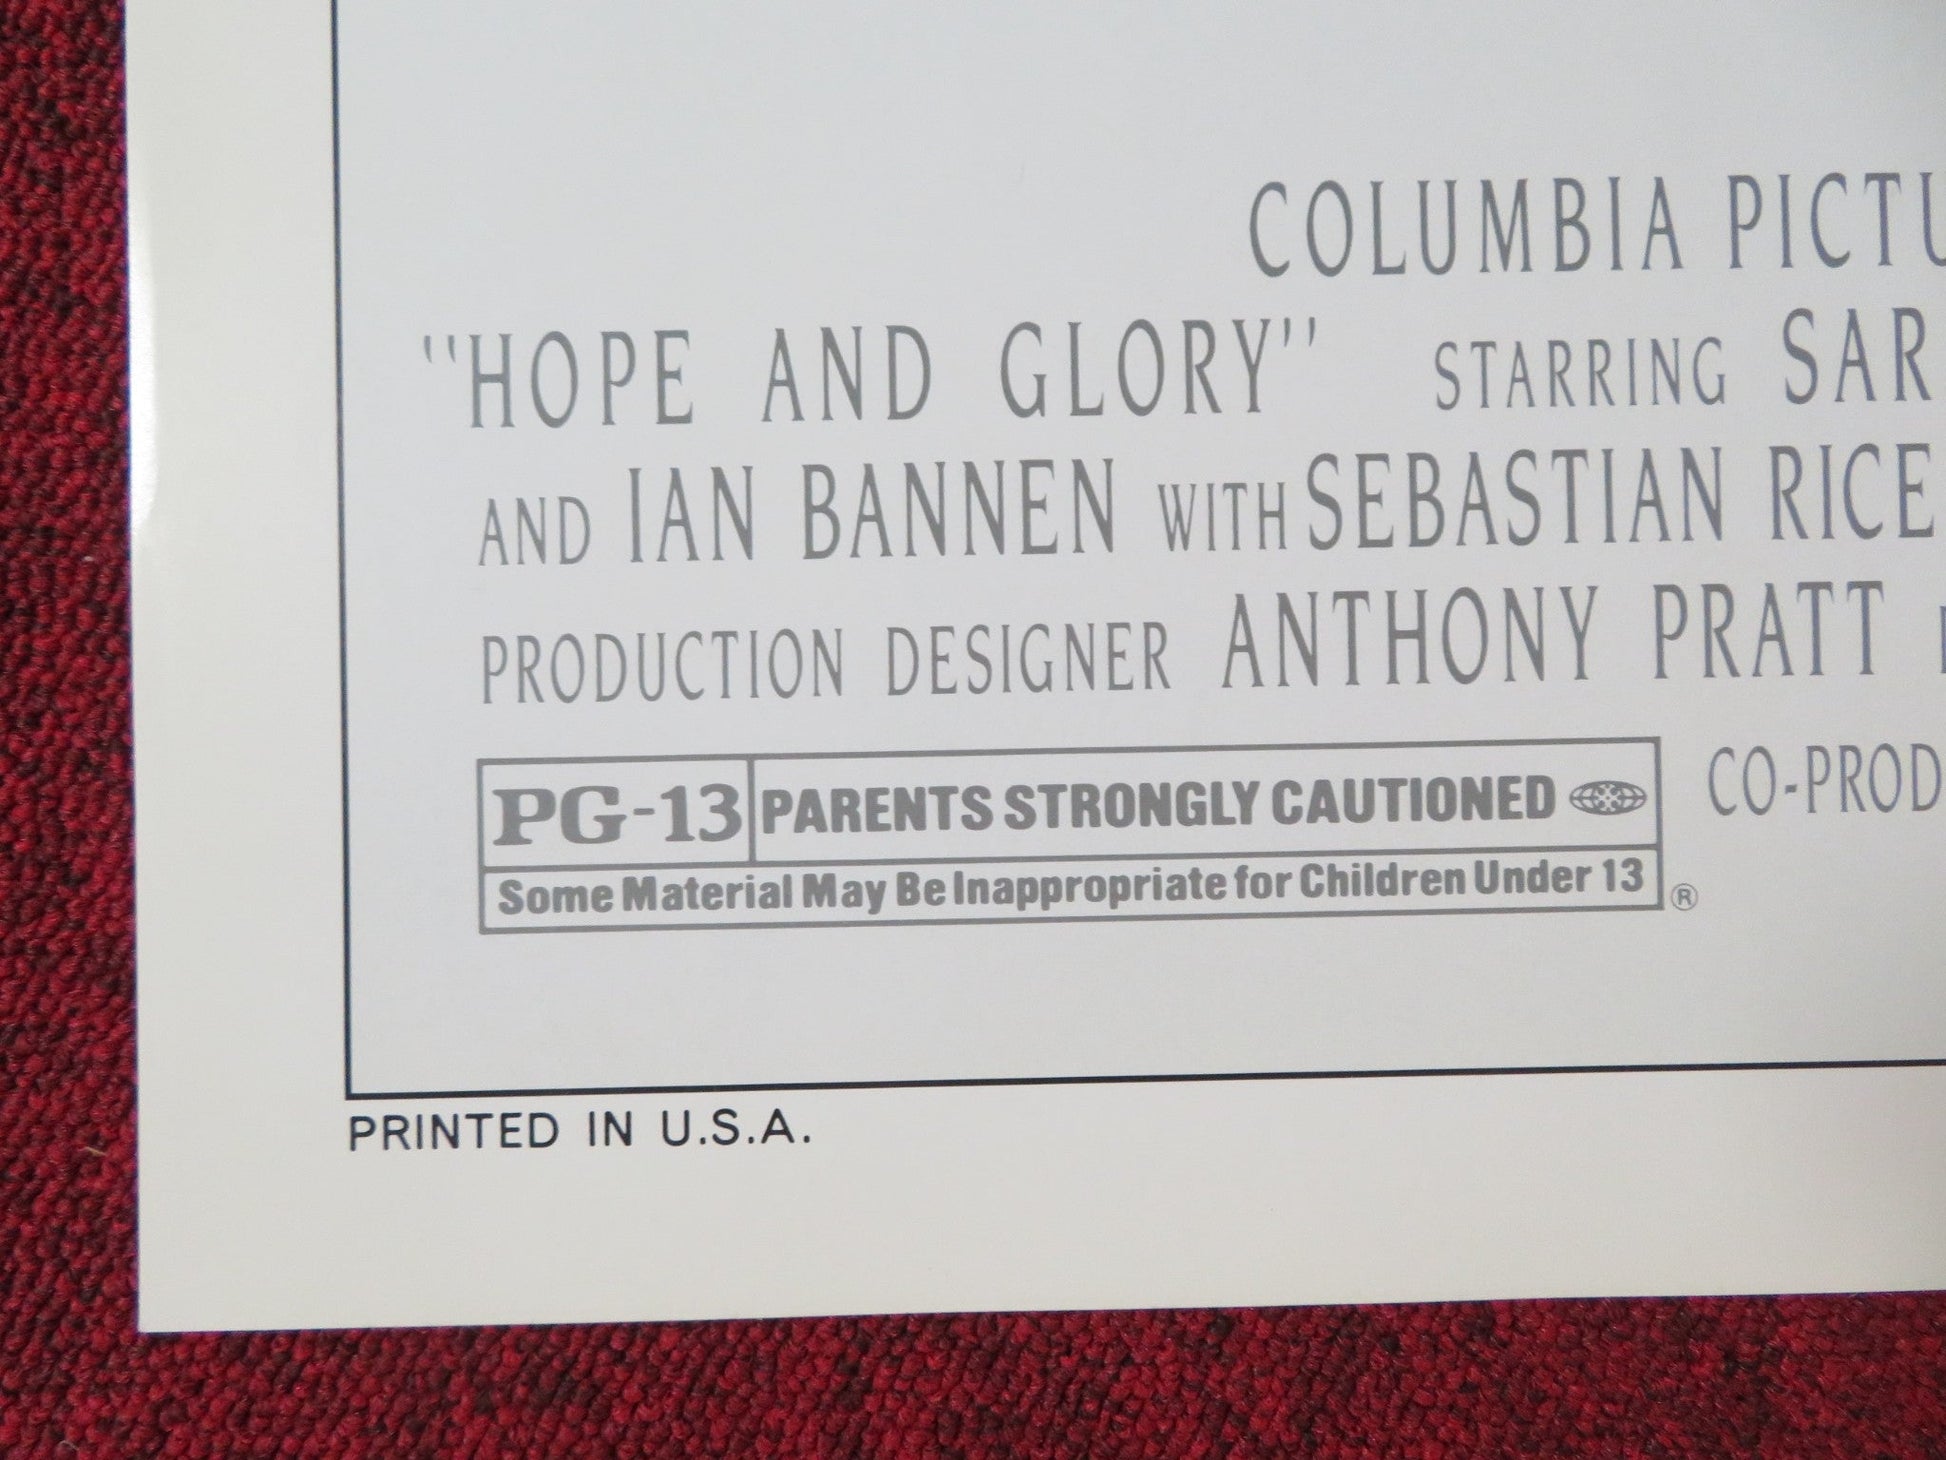 COLUMBIA PICTU
"HOPE AND GLORY" STARRING SAR
AND IAN BANNEN WITH SEBASTIAN RICE
PRODUCTION DESIGNER ANTHONY PRATT
PG-13 PARENTS STRONGLY CAUTIONED
Some Material May Be Inappropriate for Children Under 13 ®
CO-PROD
PRINTED IN U.S.A.